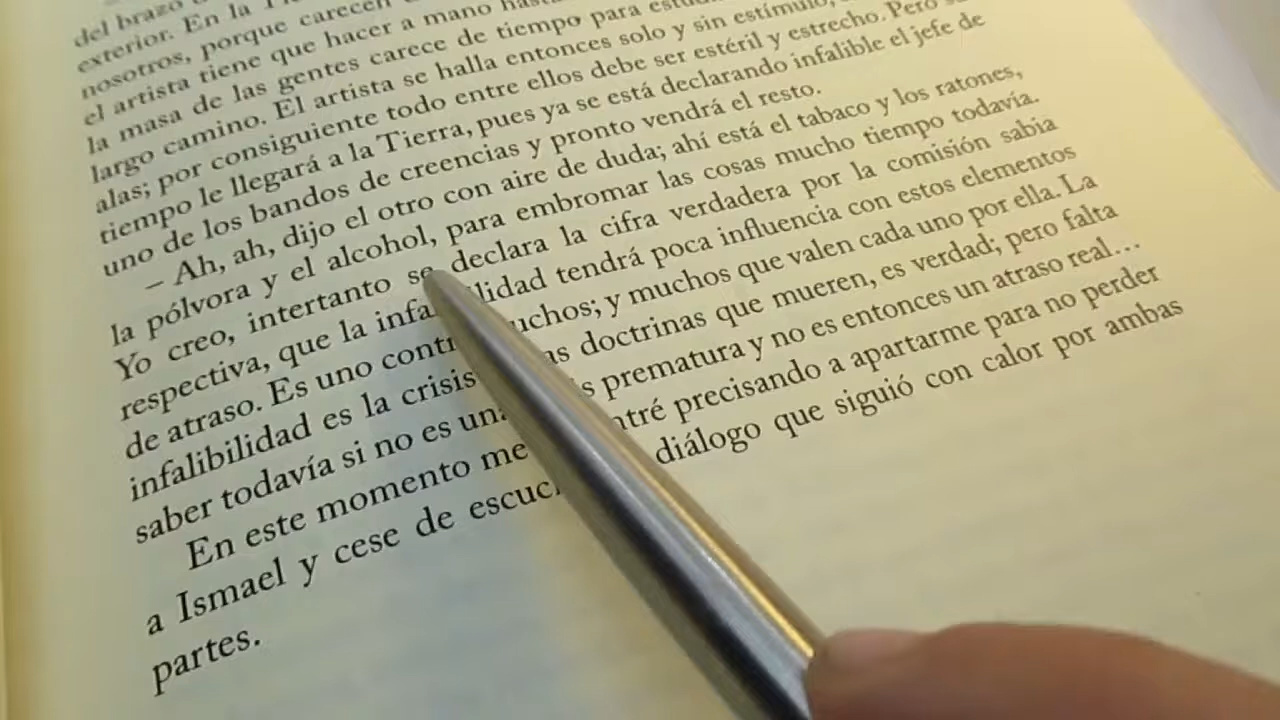 del brazo
exterior. En la
nosotros, porque carecen
el artista tiene que hacer a mano
la masa de las gentes carece de tiempo para
largo camino. El artista se halla entonces solo y sin estímulo,
alas; por consiguiente todo entre ellos debe ser estéril y estrecho. Pero
tiempo le llegará a la Tierra, pues ya se está declarando infalible el jefe de
uno de los bandos de creencias y pronto vendrá el resto.
– Ah, ah, dijo el otro con aire de duda; ahí está el tabaco y los ratones,
la pólvora y el alcohol, para embromar las cosas mucho tiempo todavía.
Yo creo, intertanto se declara la cifra verdadera por la comisión sabia
respectiva, que la tendrá poca influencia con estos elementos
de atraso. Es uno y muchos que valen cada uno por ella. La
infalibilidad es la crisis doctrinas que mueren, es verdad; pero falta
saber todavía si no es una prematura y no es entonces un atraso real...
En este momento me precisando a apartarme para no perder
a Ismael y cese de diálogo que siguió con calor por ambas
partes.